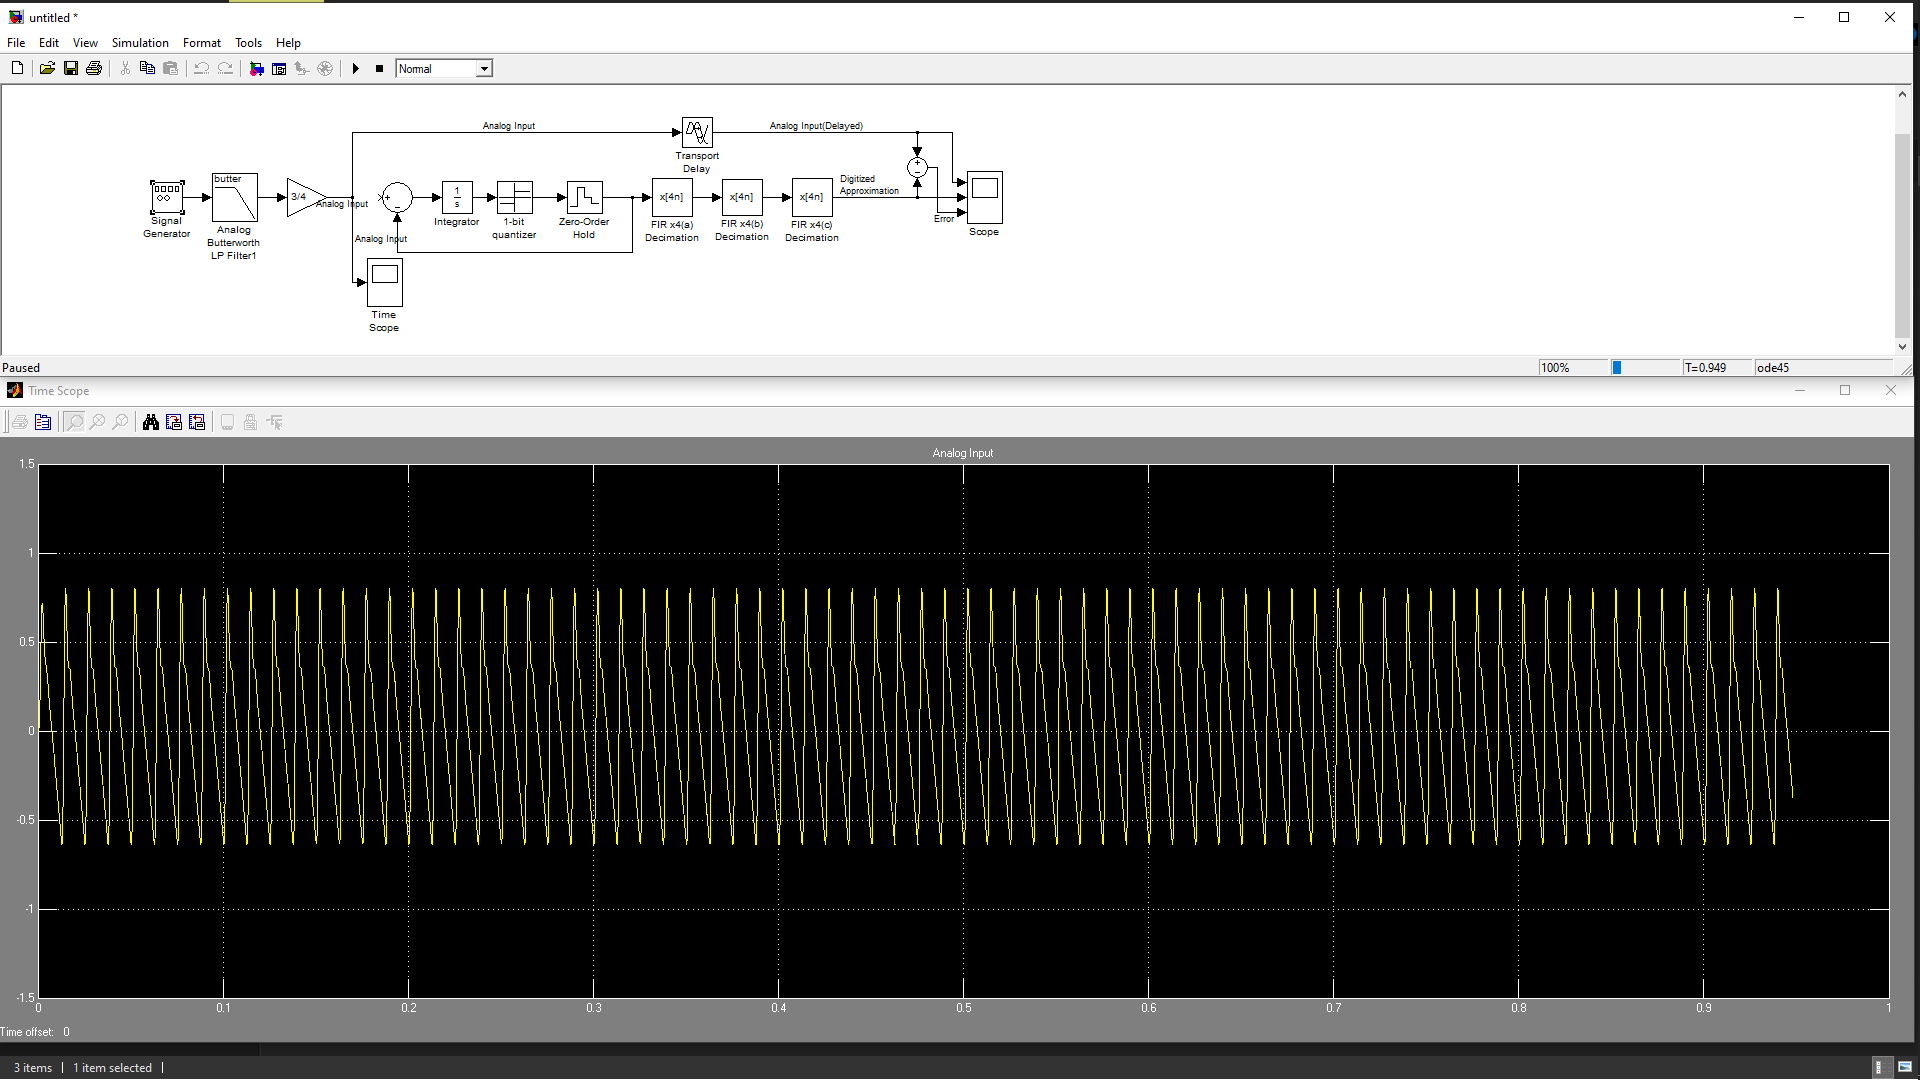 untitled *
File Edit View Simulation Format Tools Help
Normal
Analog Input
Transport
Delay
Analog Input(Delayed)
Signal
Generator
butter
Analog
Butterworth
LP Filter1
3/4
Analog Input
Analog Input
+
-
1
s
Integrator
1-bit
quantizer
Zero-Order
Hold
x[4n]
FIR x4(a)
Decimation
x[4n]
FIR x4(b)
Decimation
x[4n]
FIR x4(c)
Decimation
Digitized
Approximation
+
-
Error
Scope
Time
Scope
Paused
100%
T=0.949
ode45
Time Scope
Analog Input
1.5
1
0.5
0
-0.5
-1
-1.5
0 0.1 0.2 0.3 0.4 0.5 0.6 0.7 0.8 0.9 1
Time offset: 0
3 items | 1 item selected |